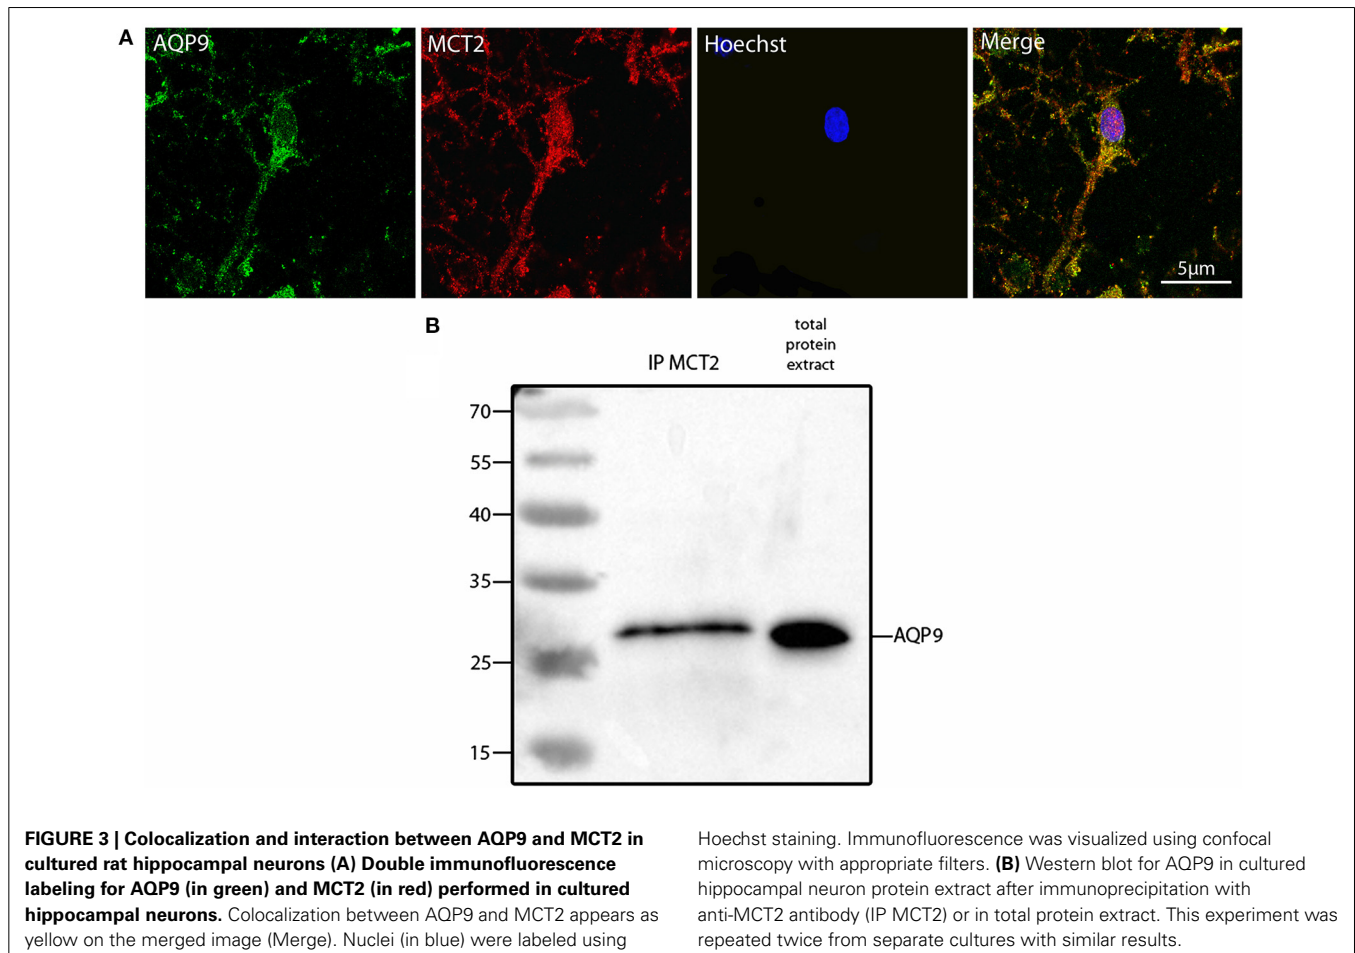 A
AQP9
MCT2
Hoechst
Merge
5µm
B
IP MCT2
total
protein
extract
70
55
40
35
25
15
AQP9
FIGURE 3 | Colocalization and interaction between AQP9 and MCT2 in
cultured rat hippocampal neurons (A) Double immunofluorescence
labeling for AQP9 (in green) and MCT2 (in red) performed in cultured
hippocampal neurons. Colocalization between AQP9 and MCT2 appears as
yellow on the merged image (Merge). Nuclei (in blue) were labeled using
Hoechst staining. Immunofluorescence was visualized using confocal
microscopy with appropriate filters. (B) Western blot for AQP9 in cultured
hippocampal neuron protein extract after immunoprecipitation with
anti-MCT2 antibody (IP MCT2) or in total protein extract. This experiment was
repeated twice from separate cultures with similar results.